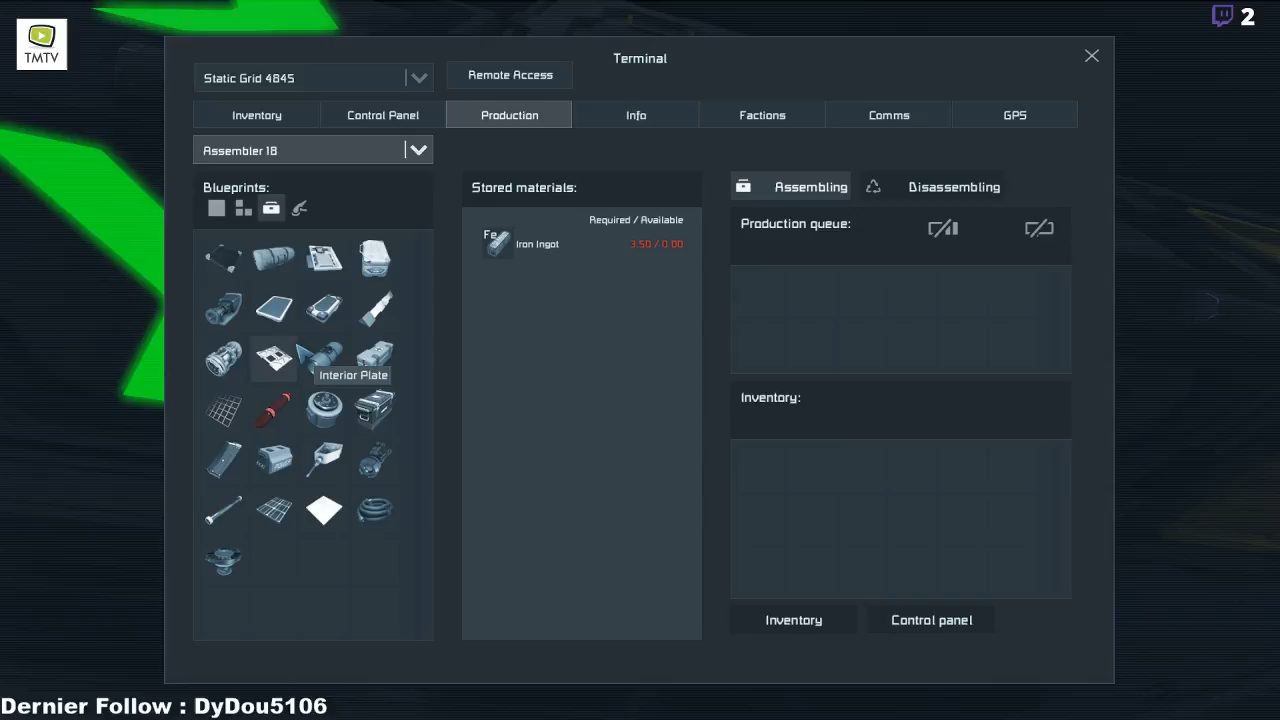 TMTV
2
Terminal
Static Grid 4845
Remote Access
Inventory
Control Panel
Production
Info
Factions
Comms
GPS
Assembler 18
Blueprints:
Stored materials:
Assembling
Disassembling
Required / Available
Fe
Iron Ingot
3.50 / 0.00
Production queue:
Interior Plate
Inventory:
Inventory
Control panel
Dernier Follow : DyDou5106